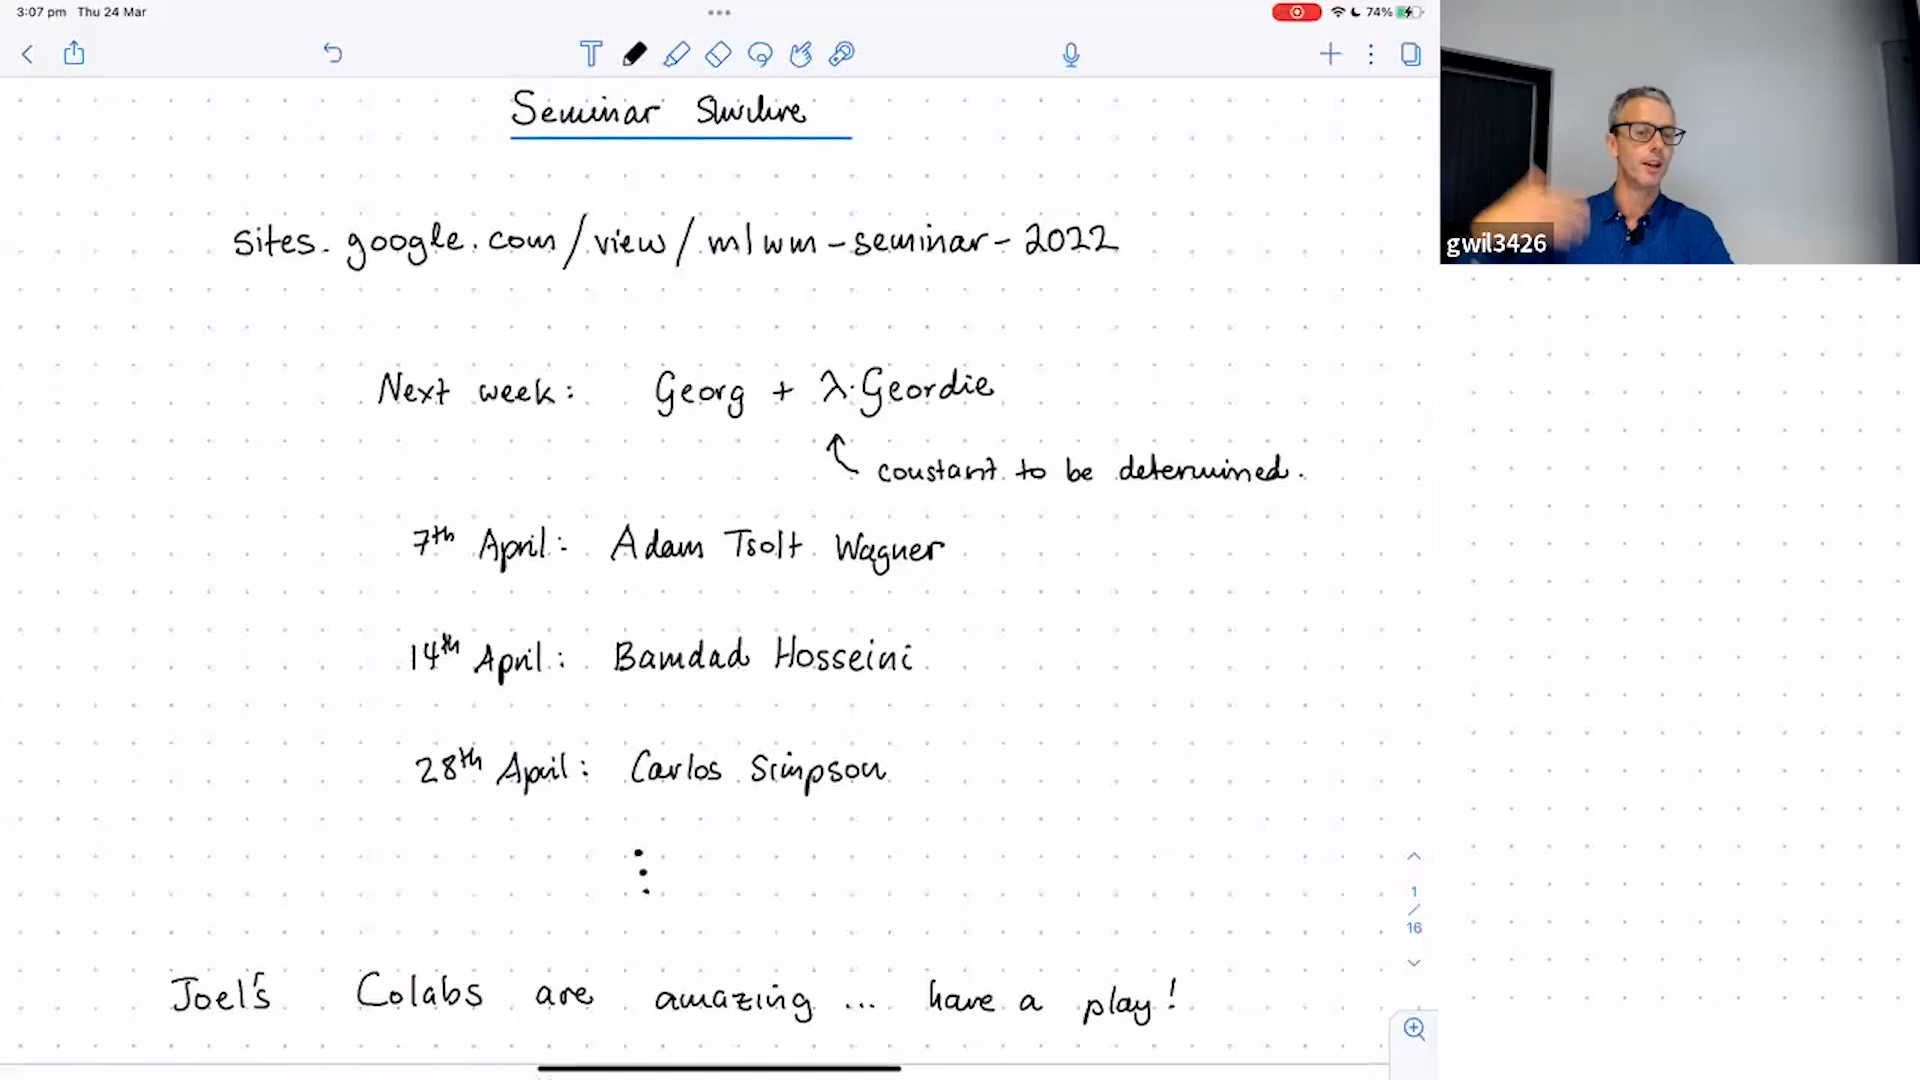 3:07 pm Thu 24 Mar
74%
Seminar
sites.google.com/view/mlwm-seminar-2022
Next week: Georg + λ.Geordie
constant to be determined.
7th April: Adam Tsolt Wagner
14th April: Bamdad Hosseini
28th April: Carlos Simpson
Joel's Colabs are amazing ... have a play!
1
/
16
gwil3426